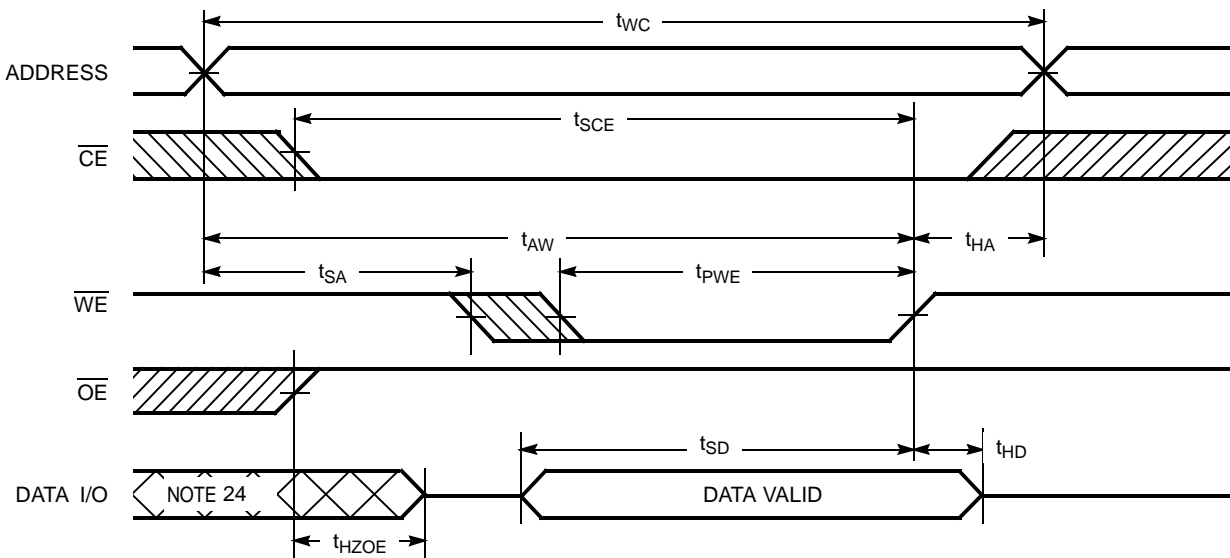 tWC
ADDRESS
tSCE
CE
tAW
tHA
tSA
tPWE
WE
OE
tSD
tHD
DATA I/O
NOTE 24
DATA VALID
tHZOE